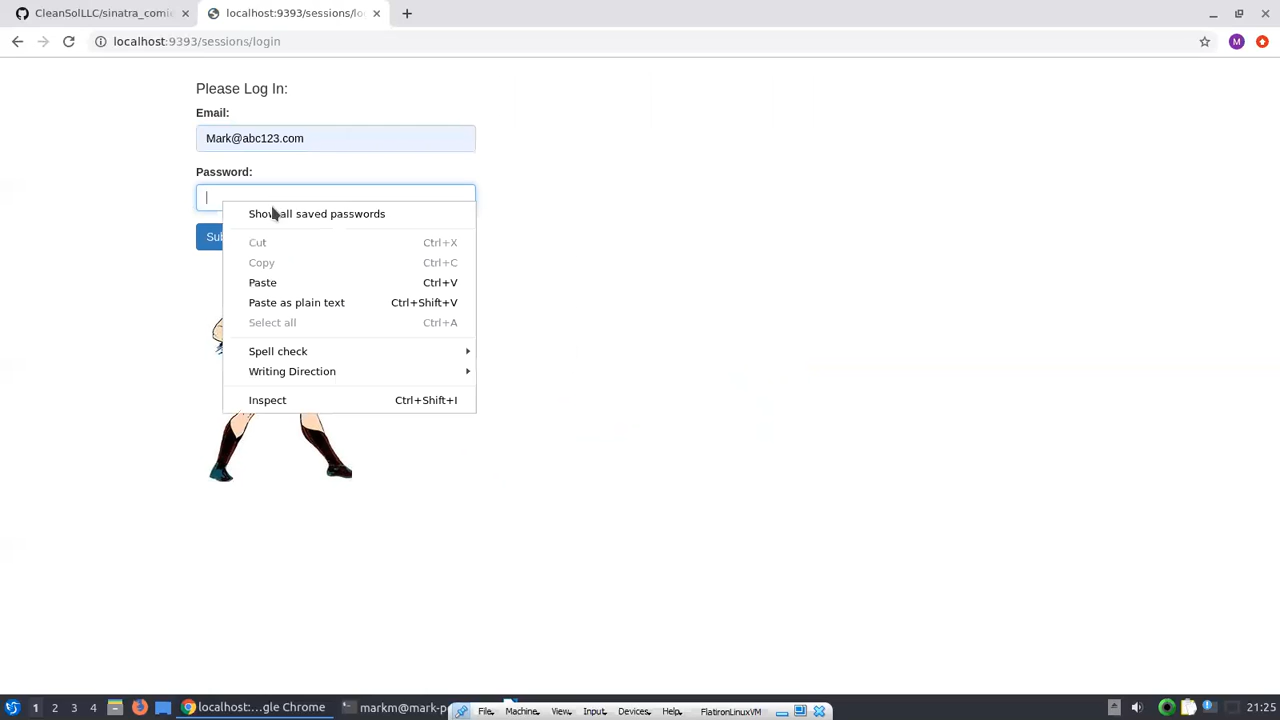 CleanSolLLC/sinatra_comic
localhost:9393/sessions/lo
localhost:9393/sessions/login
M
Please Log In:
Email:
Mark@abc123.com
Password:
Show all saved passwords
Sub
Cut Ctrl+X
Copy Ctrl+C
Paste Ctrl+V
Paste as plain text Ctrl+Shift+V
Select all Ctrl+A
Spell check
Writing Direction
Inspect Ctrl+Shift+I
1 2 3 4 localhost:...gle Chrome markm@mark-p 21:25
File Machine View Input Devices Help FlatironLinuxVM